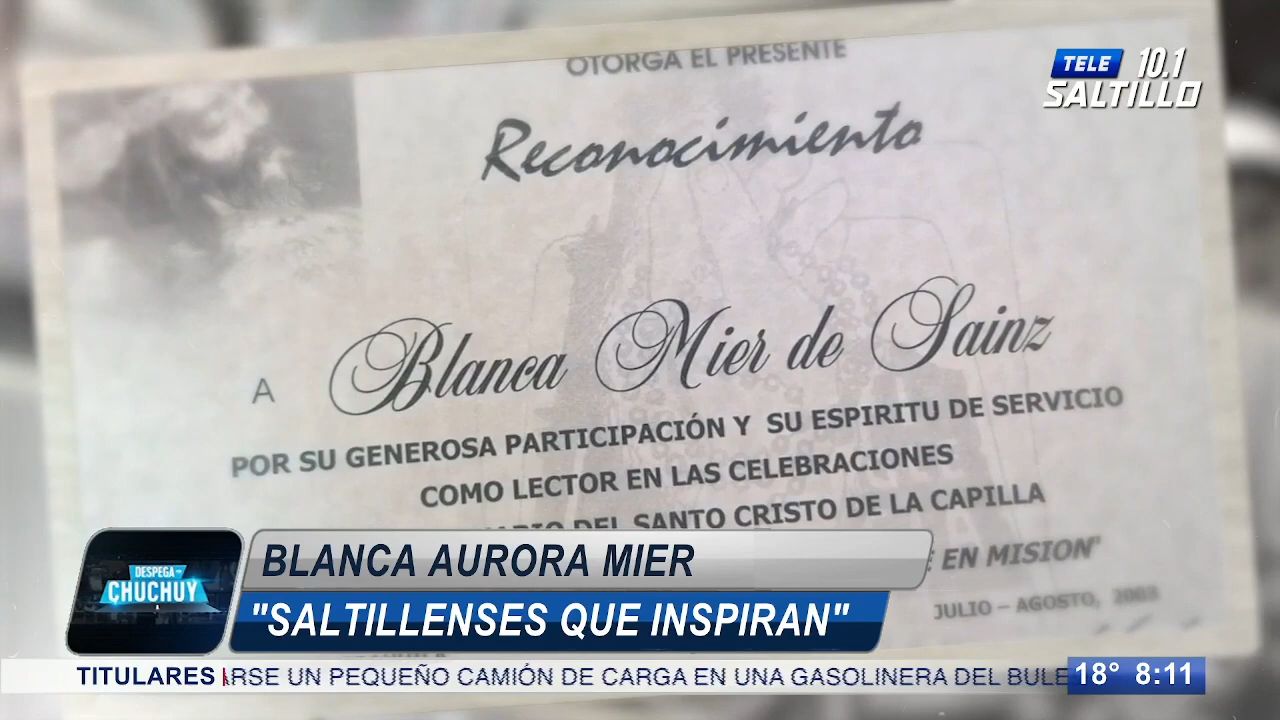 OTORGA EL PRESENTE
TELE 10.1
SALTILLO
Reconocimiento
A Blanca Mier de Sainz
POR SU GENEROSA PARTICIPACIÓN Y SU ESPIRITU DE SERVICIO
COMO LECTOR EN LAS CELEBRACIONES
DEL SANTO CRISTO DE LA CAPILLA
EN MISION"
JULIO – AGOSTO, 2003
DESPEGA
CHUCHUY
BLANCA AURORA MIER
"SALTILLENSES QUE INSPIRAN"
TITULARES ARSE UN PEQUEÑO CAMIÓN DE CARGA EN UNA GASOLINERA DEL BULE
18° 8:11